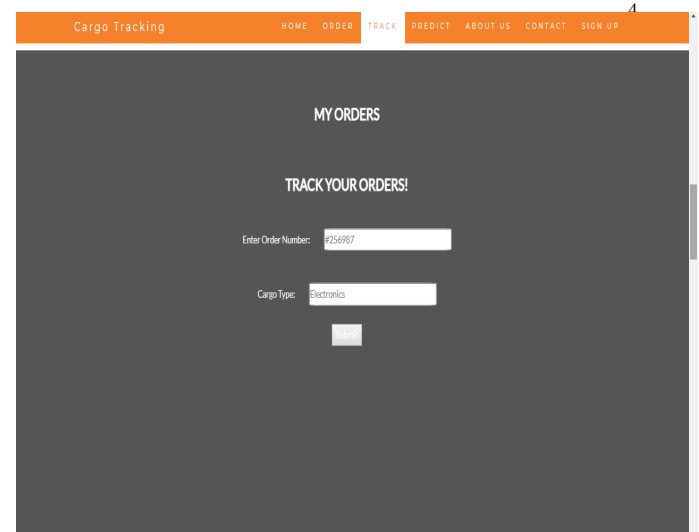 4
Cargo Tracking HOME ORDER TRACK PREDICT ABOUT US CONTACT SIGN UP
MY ORDERS
TRACK YOUR ORDERS!
Enter Order Number: #256987
Cargo Type: Electronics
Submit